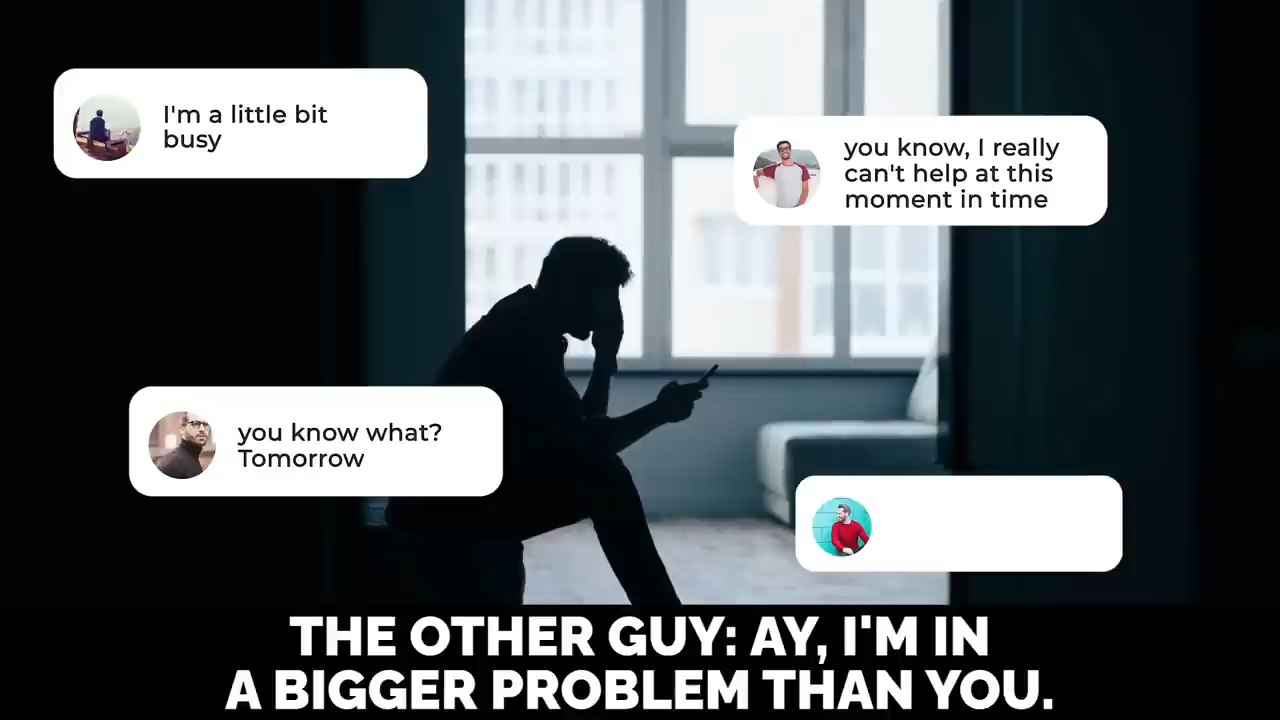 I'm a little bit
busy
you know, I really
can't help at this
moment in time
you know what?
Tomorrow
THE OTHER GUY: AY, I'M IN
A BIGGER PROBLEM THAN YOU.